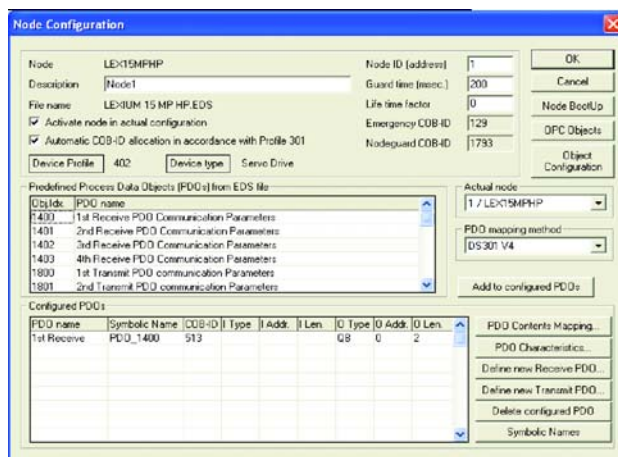 Node Configuration
Node LEX15MPHP Node ID (address) 1 OK
Description Node1 Guard time (msec.) 200 Cancel
File name LEXIUM 15 MP HP.EDS Life time factor 0 Node BootUp
Activate node in actual configuration Emergency COB-ID 129 OPC Objects
Automatic COB-ID allocation in accordance with Profile 301 Nodeguard COB-ID 1793
Device Profile 402 Device type Servo Drive Object Configuration
Predefined Process Data Objects (PDOs) from EDS file Actual node
Obj.Idx. PDO name 1 / LEX15MPHP
1400 1st Receive PDO Communication Parameters
1401 2nd Receive PDO Communication Parameters
1402 3rd Receive PDO Communication Parameters PDO mapping method
1403 4th Receive PDO Communication Parameters DS301 V4
1800 1st Transmit PDO communication Parameters
1801 2nd Transmit PDO communication Parameters Add to configured PDOs
Configured PDOs
PDO name Symbolic Name COB-ID I Type I Addr. I Len. O Type O Addr. O Len. PDO Contents Mapping...
1st Receive PDO_1400 513 QB 0 2
PDO Characteristics...
Define new Receive PDO...
Define new Transmit PDO...
Delete configured PDO
Symbolic Names